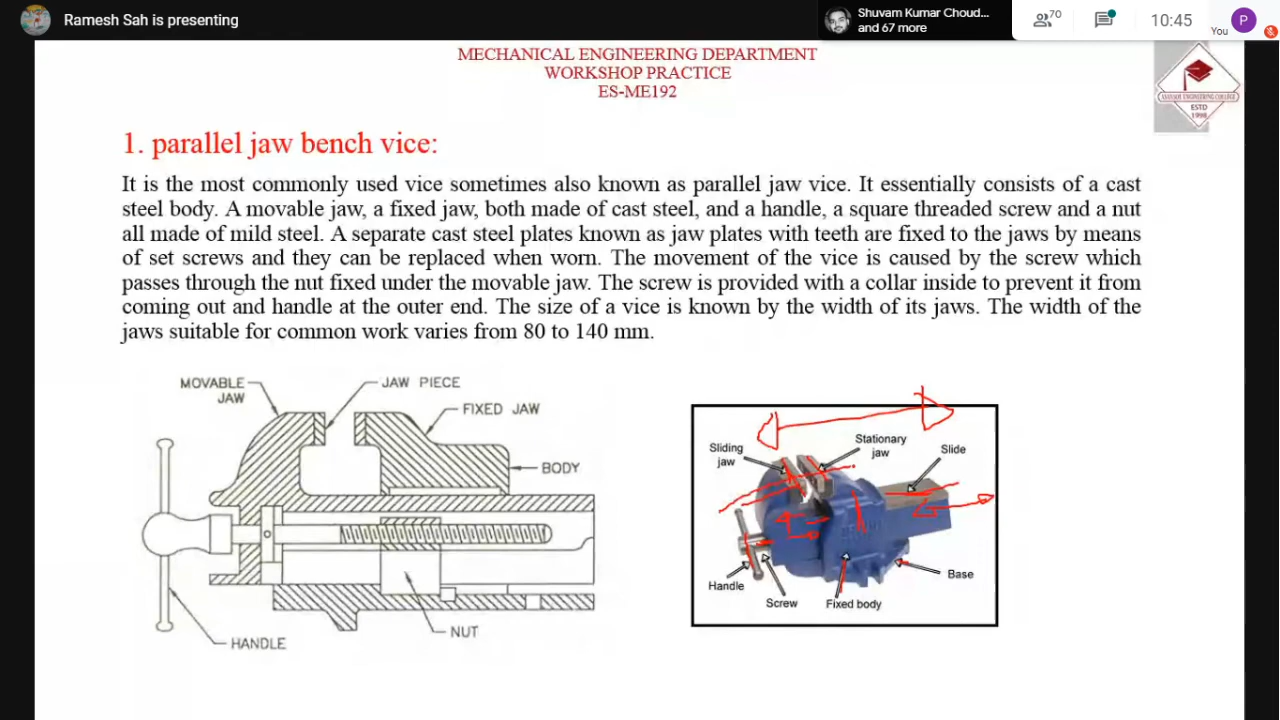 Ramesh Sah is presenting
Shuvam Kumar Choud...
and 67 more
70
10:45
You
P
MECHANICAL ENGINEERING DEPARTMENT
WORKSHOP PRACTICE
ES-ME192
ESTD
1998
1. parallel jaw bench vice:
It is the most commonly used vice sometimes also known as parallel jaw vice. It essentially consists of a cast
steel body. A movable jaw, a fixed jaw, both made of cast steel, and a handle, a square threaded screw and a nut
all made of mild steel. A separate cast steel plates known as jaw plates with teeth are fixed to the jaws by means
of set screws and they can be replaced when worn. The movement of the vice is caused by the screw which
passes through the nut fixed under the movable jaw. The screw is provided with a collar inside to prevent it from
coming out and handle at the outer end. The size of a vice is known by the width of its jaws. The width of the
jaws suitable for common work varies from 80 to 140 mm.
MOVABLE
JAW
JAW PIECE
FIXED JAW
BODY
NUT
HANDLE
Sliding
jaw
Stationary
jaw
Slide
Handle
Screw
Fixed body
Base